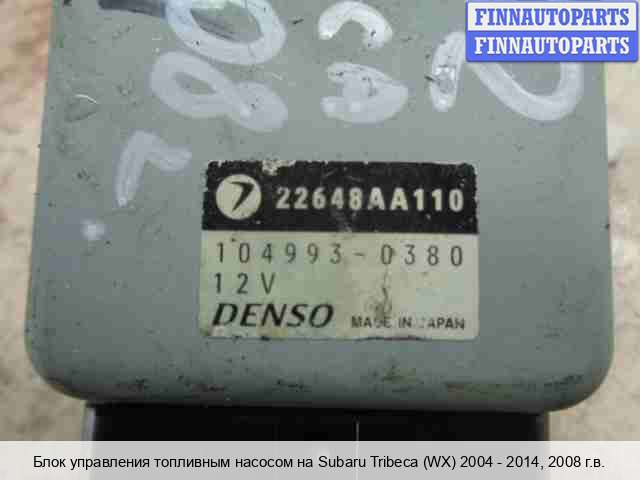 FINNAUTOPARTS
FINNAUTOPARTS
22648AA110
104993-0380
12V
DENSO MADE IN JAPAN
Блок управления топливным насосом на Subaru Tribeca (WX) 2004 - 2014, 2008 г.в.